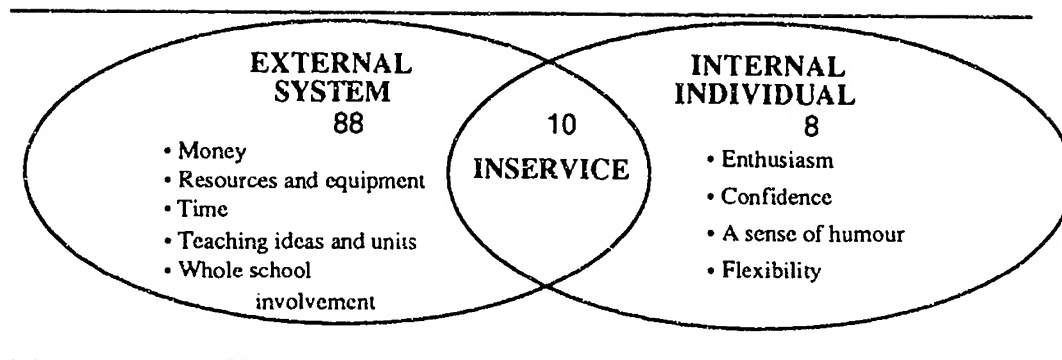 EXTERNAL
SYSTEM
88
• Money
• Resources and equipment
• Time
• Teaching ideas and units
• Whole school
involvement
10
INSERVICE
INTERNAL
INDIVIDUAL
8
• Enthusiasm
• Confidence
• A sense of humour
• Flexibility